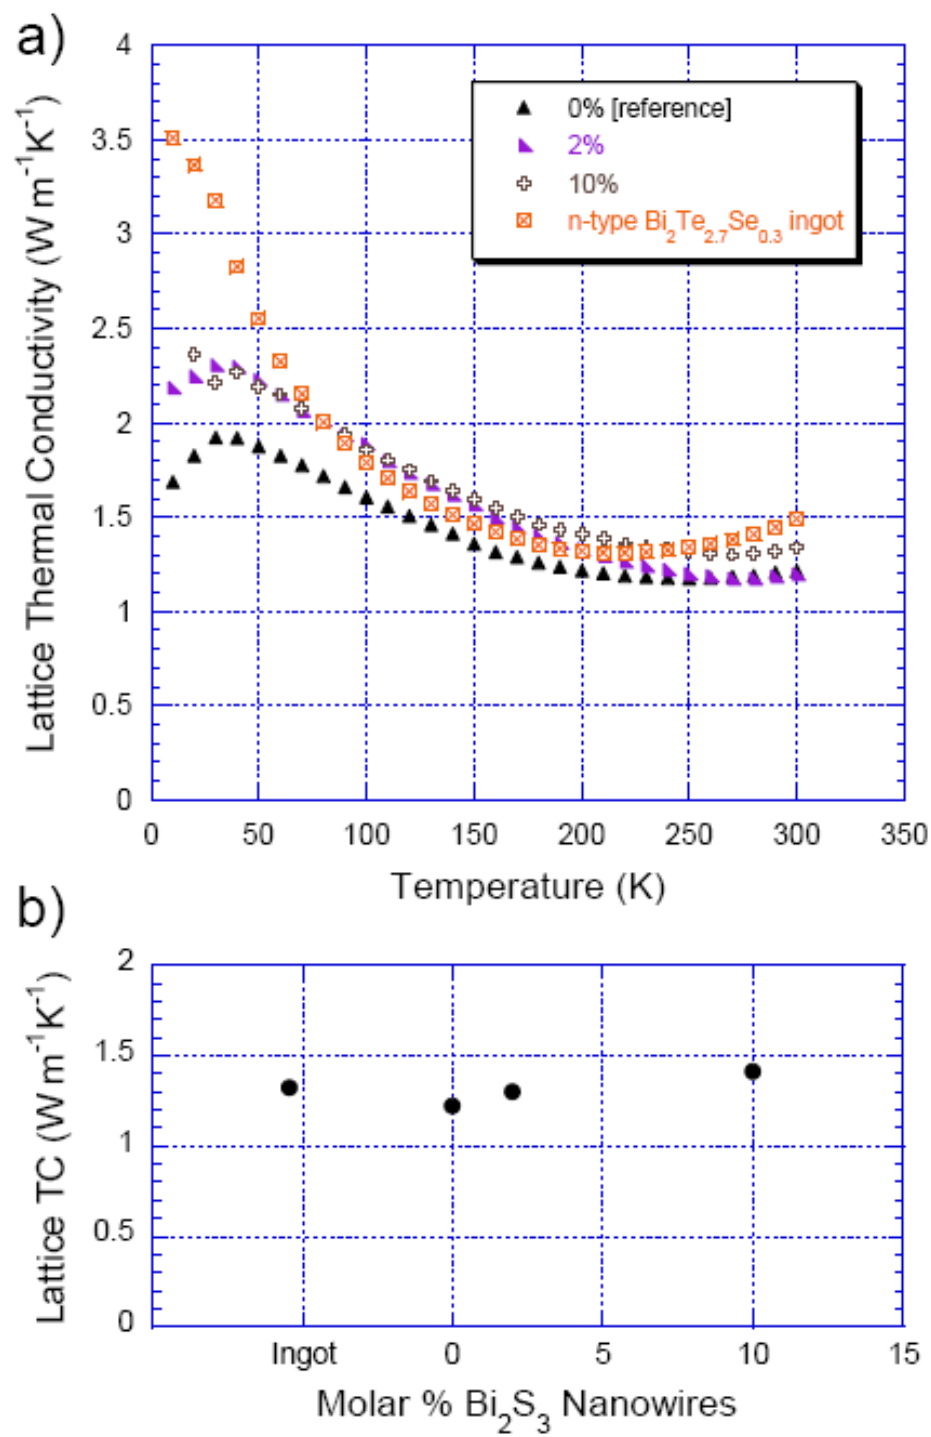 a)
Lattice Thermal Conductivity (W m⁻¹K⁻¹)
4
3.5
3
2.5
2
1.5
1
0.5
0
0% [reference]
2%
10%
n-type Bi₂Te₂.₇Se₀.₃ ingot
0 50 100 150 200 250 300 350
Temperature (K)
b)
Lattice TC (W m⁻¹K⁻¹)
2
1.5
1
0.5
0
Ingot 0 5 10 15
Molar % Bi₂S₃ Nanowires